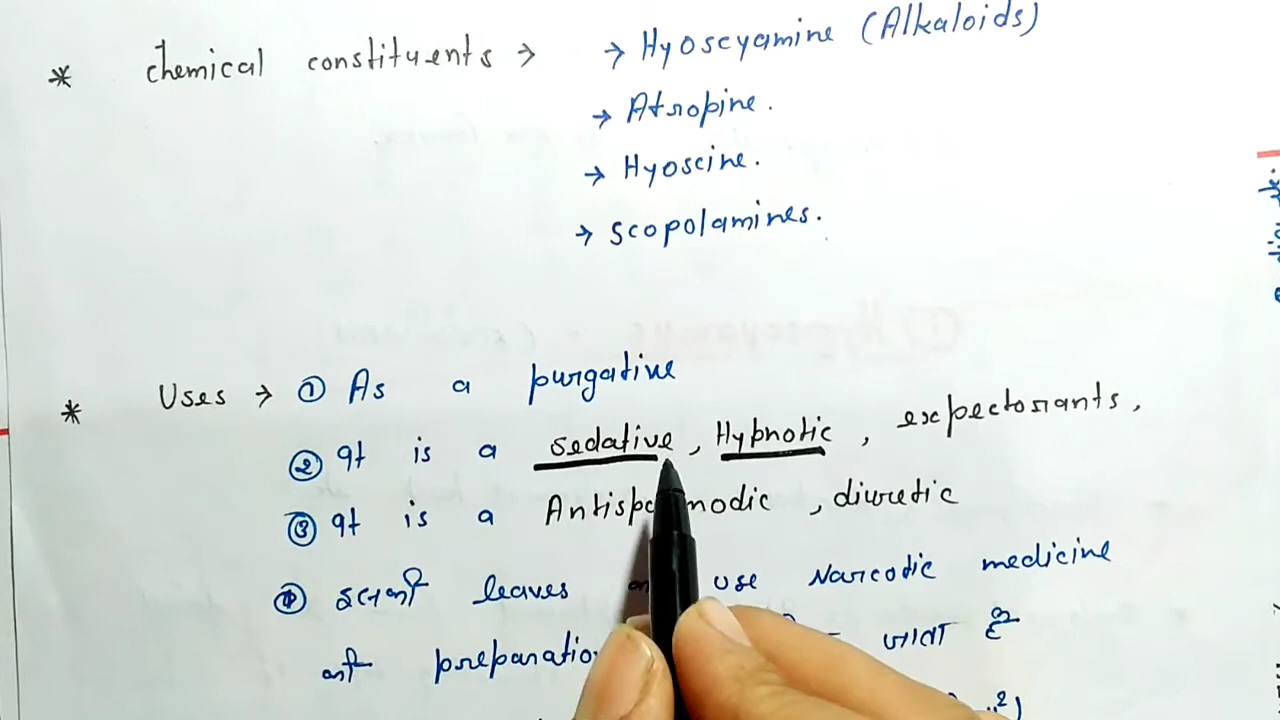 * chemical constituents → → Hyoscyamine (Alkaloids)
→ Atropine.
→ Hyoscine.
→ scopolamines.
* Uses → ① As a purgative
② It is a sedative, Hypnotic, expectorants,
③ It is a Antispasmodic, diuretic
④ इसकी leaves use Narcotic medicine
की preparation जाता है